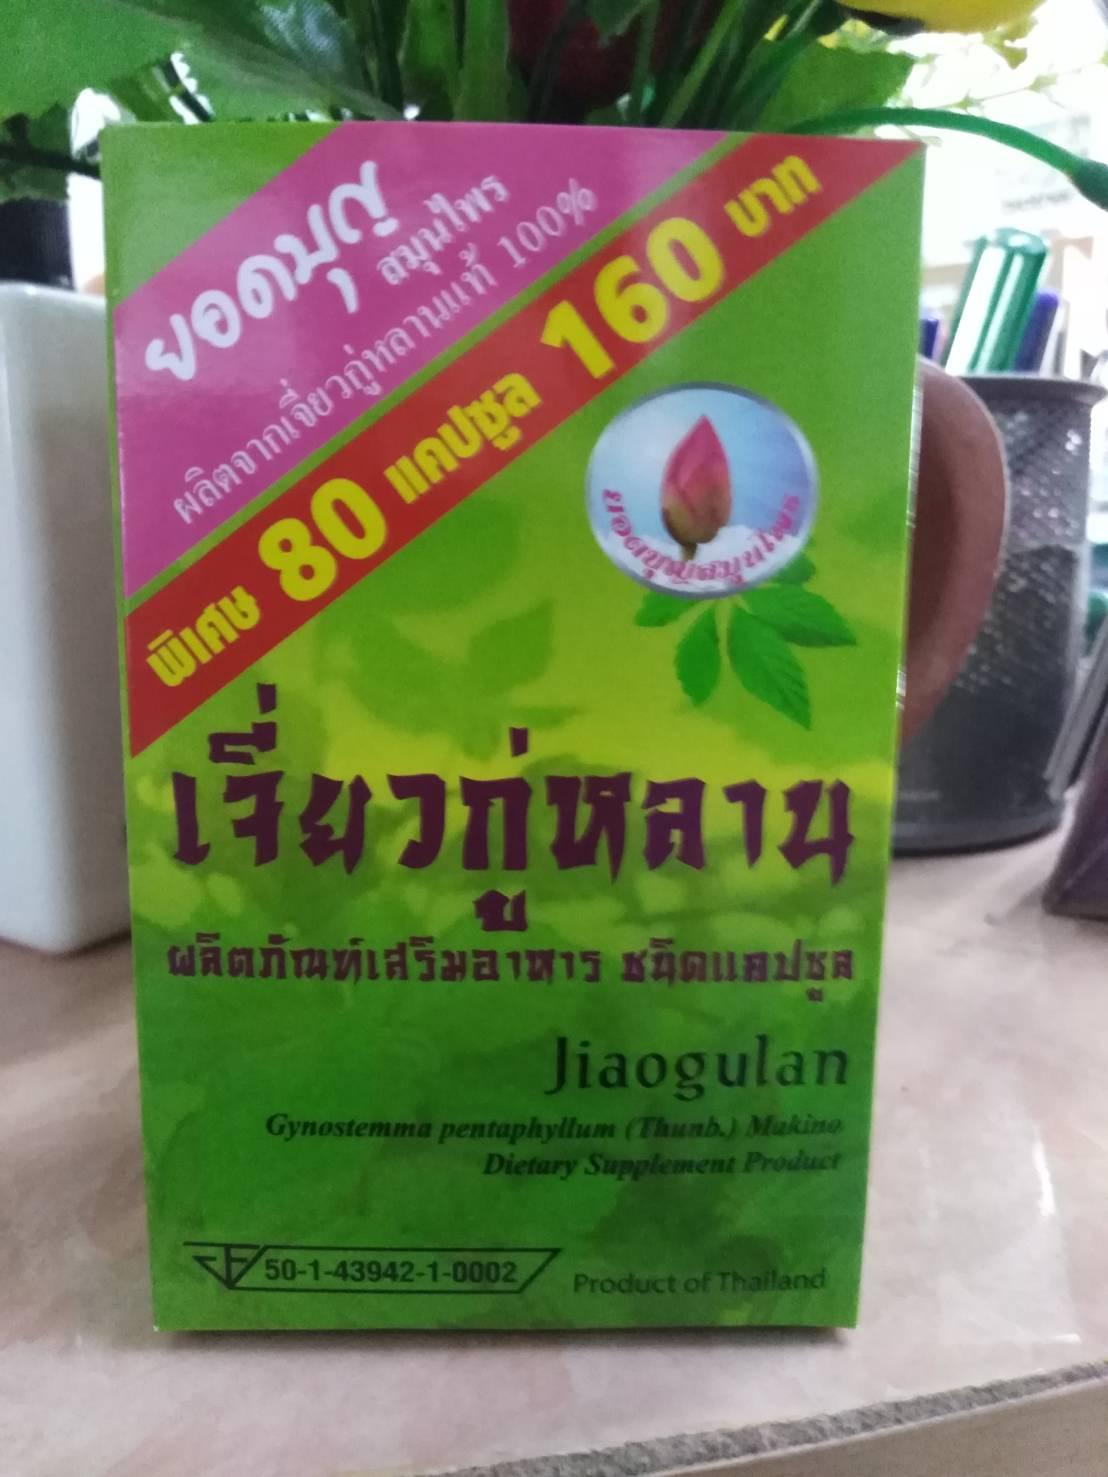 ยอดบุญ
สมุนไพร
ผลิตจากเจี่ยวกู่หลานแท้ 100%
พิเศษ 80 แคปซูล 160 บาท
ยอดบุญสมุนไพร
เจี่ยวกู่หลาน
ผลิตภัณฑ์เสริมอาหาร ชนิดแคปซูล
Jiaogulan
Gynostemma pentaphyllum (Thunb.) Makino
Dietary Supplement Product
50-1-43942-1-0002
Product of Thailand